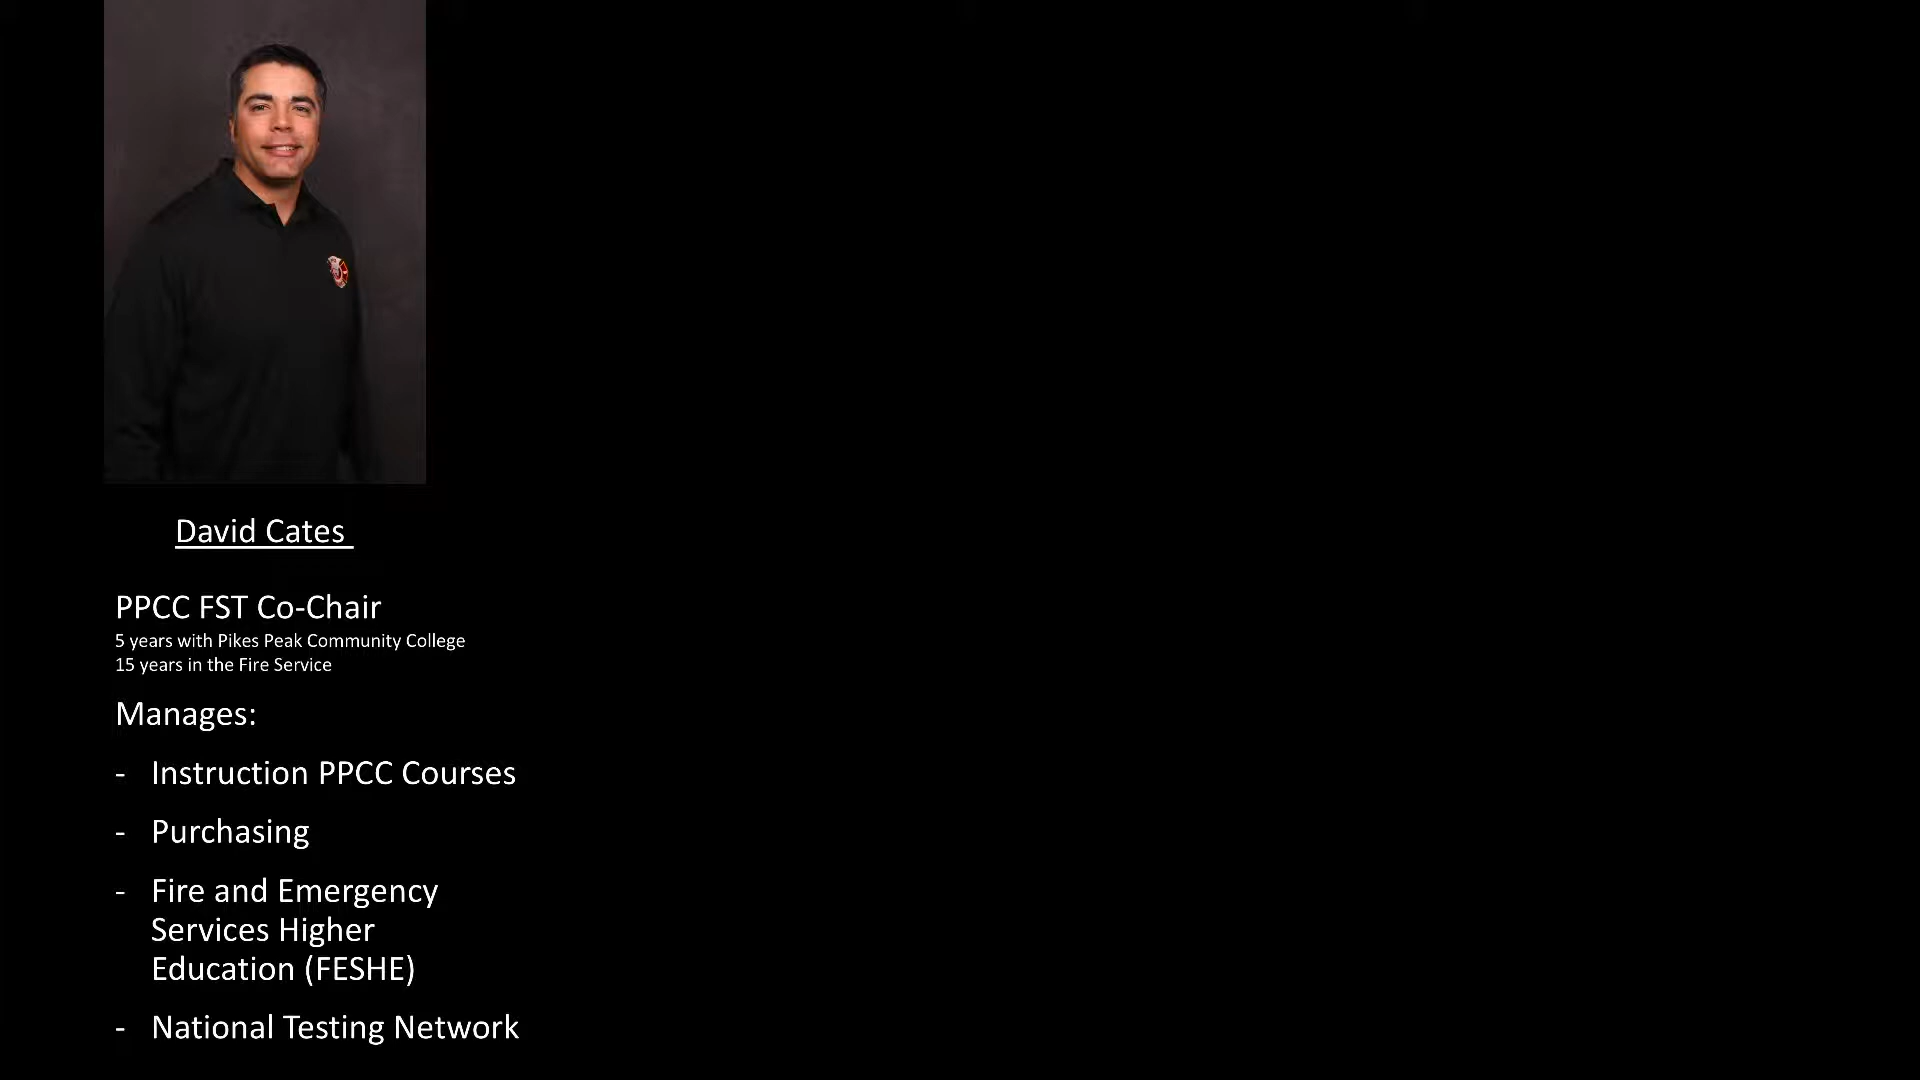 David Cates
PPCC FST Co-Chair
5 years with Pikes Peak Community College
15 years in the Fire Service
Manages:
- Instruction PPCC Courses
- Purchasing
- Fire and Emergency
Services Higher
Education (FESHE)
- National Testing Network